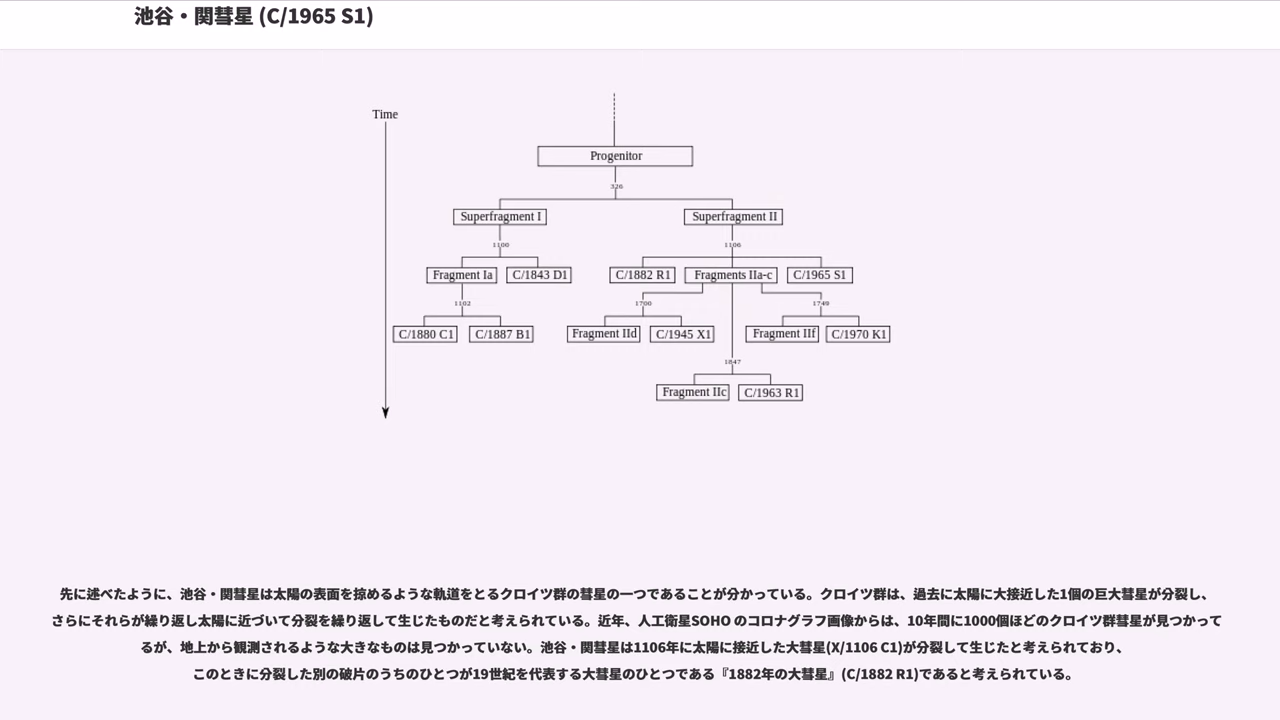 池谷・関彗星 (C/1965 S1)
Time
Progenitor
326
Superfragment I
Superfragment II
1100
1106
Fragment Ia
C/1843 D1
C/1882 R1
Fragments IIa-c
C/1965 S1
1102
1700
1749
C/1880 C1
C/1887 B1
Fragment IId
C/1945 X1
Fragment IIf
C/1970 K1
1847
Fragment IIc
C/1963 R1
先に述べたように、池谷・関彗星は太陽の表面を掠めるような軌道をとるクロイツ群の彗星の一つであることが分かっている。クロイツ群は、過去に太陽に大接近した1個の巨大彗星が分裂し、
さらにそれらが繰り返し太陽に近づいて分裂を繰り返して生じたものだと考えられている。近年、人工衛星SOHO のコロナグラフ画像からは、10年間に1000個ほどのクロイツ群彗星が見つかって
るが、地上から観測されるような大きなものは見つかっていない。池谷・関彗星は1106年に太陽に接近した大彗星(X/1106 C1)が分裂して生じたと考えられており、
このときに分裂した別の破片のうちのひとつが19世紀を代表する大彗星のひとつである『1882年の大彗星』(C/1882 R1)であると考えられている。